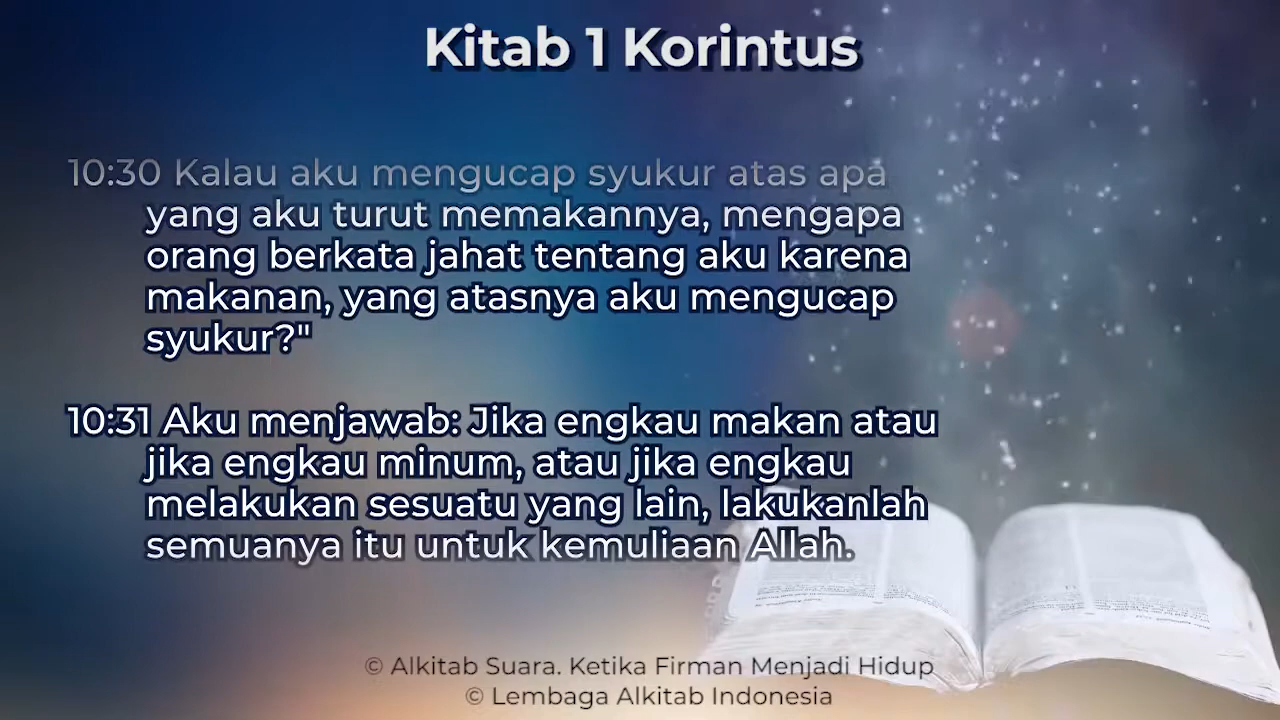 Kitab 1 Korintus
10:30 Kalau aku mengucap syukur atas apa
yang aku turut memakannya, mengapa
orang berkata jahat tentang aku karena
makanan, yang atasnya aku mengucap
syukur?"
10:31 Aku menjawab: Jika engkau makan atau
jika engkau minum, atau jika engkau
melakukan sesuatu yang lain, lakukanlah
semuanya itu untuk kemuliaan Allah.
© Alkitab Suara. Ketika Firman Menjadi Hidup
© Lembaga Alkitab Indonesia